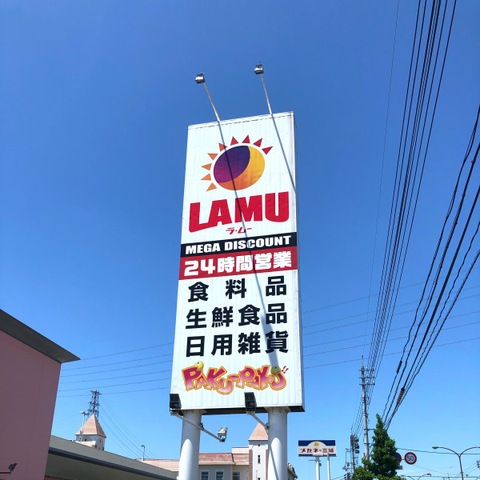 LAMU
ラ・ムー
MEGA DISCOUNT
24時間営業
食料品
生鮮食品
日用雑貨
PAKU-PAKU